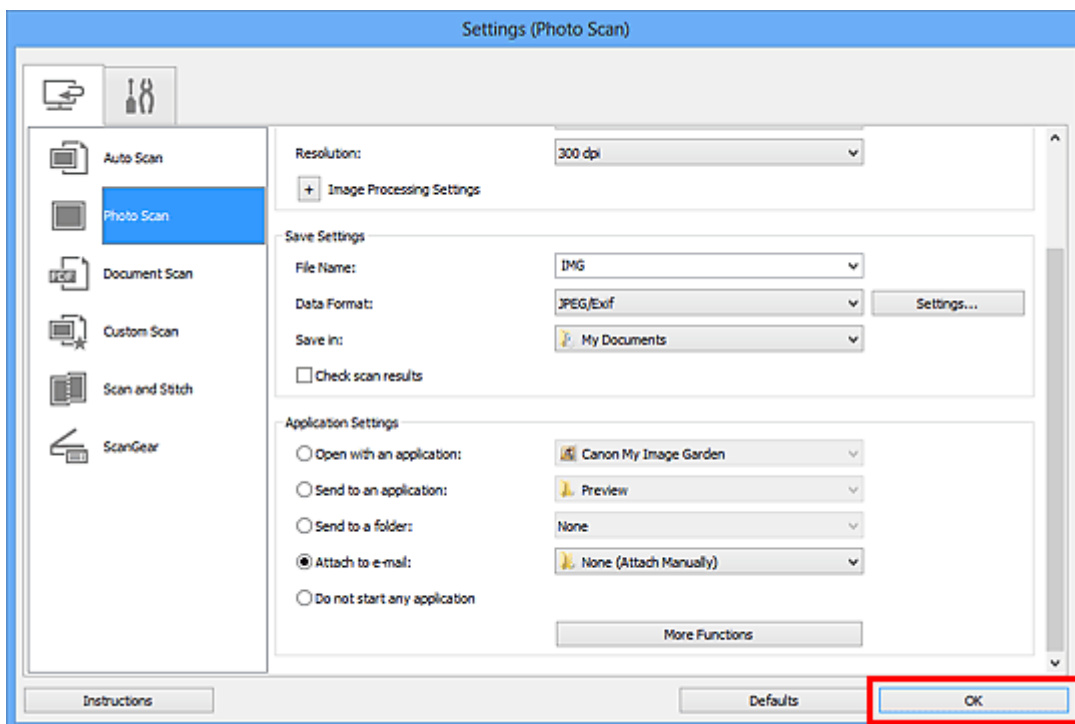 Settings (Photo Scan)
Auto Scan
Photo Scan
Document Scan
Custom Scan
Scan and Stitch
ScanGear
Resolution: 300 dpi
+ Image Processing Settings
Save Settings
File Name: IMG
Data Format: JPEG/Exif Settings...
Save in: My Documents
Check scan results
Application Settings
Open with an application: Canon My Image Garden
Send to an application: Preview
Send to a folder: None
Attach to e-mail: None (Attach Manually)
Do not start any application
More Functions
Instructions Defaults OK